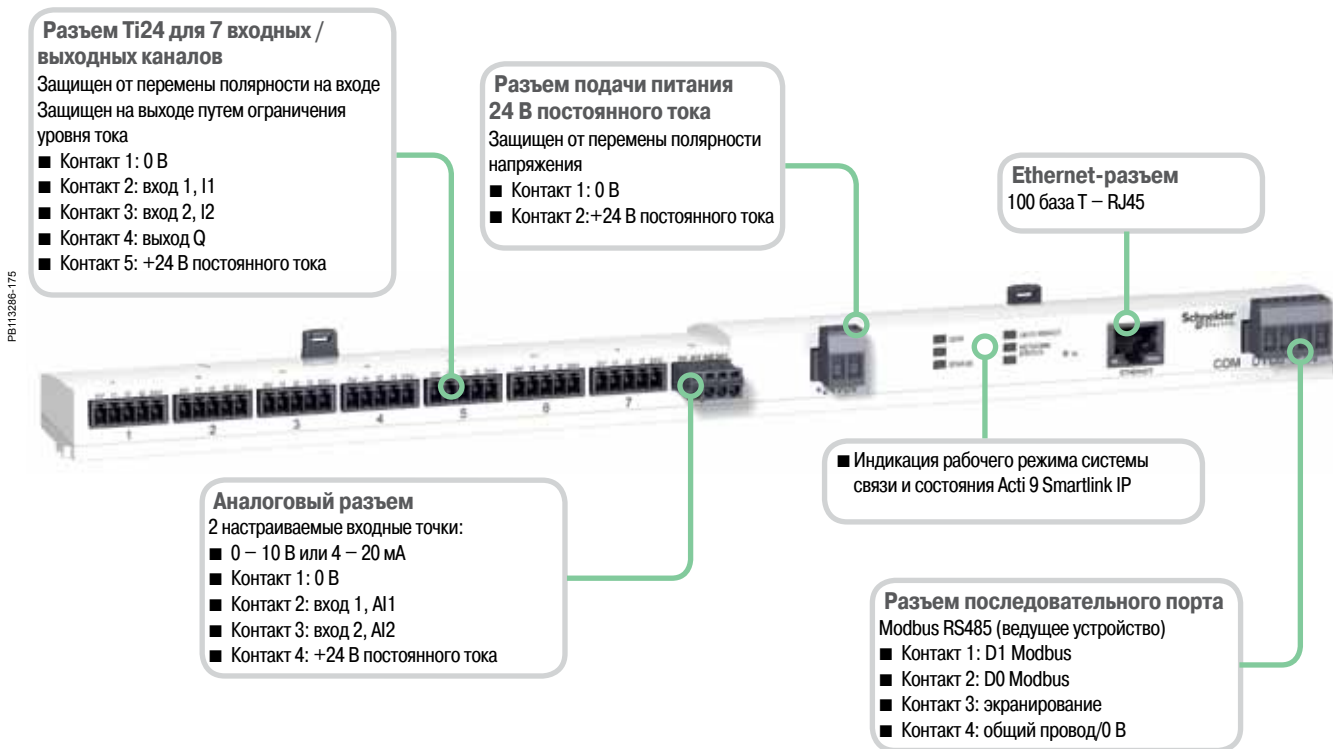 Разъем Ti24 для 7 входных /
выходных каналов
Защищен от перемены полярности на входе
Защищен на выходе путем ограничения
уровня тока
■ Контакт 1: 0 В
■ Контакт 2: вход 1, I1
■ Контакт 3: вход 2, I2
■ Контакт 4: выход Q
■ Контакт 5: +24 В постоянного тока
Разъем подачи питания
24 В постоянного тока
Защищен от перемены полярности
напряжения
■ Контакт 1: 0 В
■ Контакт 2:+24 В постоянного тока
Ethernet-разъем
100 база Т – RJ45
PB113286-175
Schneider
Electric
ETHERNET
COM
1 2 3 4 5 6 7
■ Индикация рабочего режима системы
связи и состояния Acti 9 Smartlink IP
Аналоговый разъем
2 настраиваемые входные точки:
■ 0 – 10 В или 4 – 20 мА
■ Контакт 1: 0 В
■ Контакт 2: вход 1, AI1
■ Контакт 3: вход 2, AI2
■ Контакт 4: +24 В постоянного тока
Разъем последовательного порта
Modbus RS485 (ведущее устройство)
■ Контакт 1: D1 Modbus
■ Контакт 2: D0 Modbus
■ Контакт 3: экранирование
■ Контакт 4: общий провод/0 В